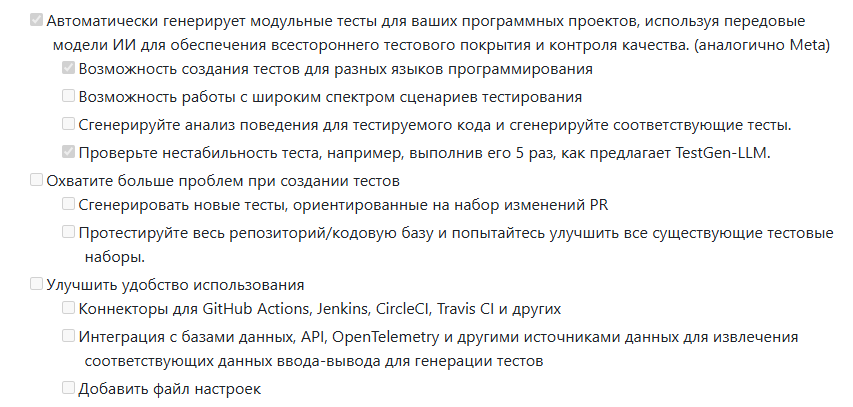 Автоматически генерирует модульные тесты для ваших программных проектов, используя передовые
модели ИИ для обеспечения всестороннего тестового покрытия и контроля качества. (аналогично Meta)
Возможность создания тестов для разных языков программирования
Возможность работы с широким спектром сценариев тестирования
Сгенерируйте анализ поведения для тестируемого кода и сгенерируйте соответствующие тесты.
Проверьте нестабильность теста, например, выполнив его 5 раз, как предлагает TestGen-LLM.
Охватите больше проблем при создании тестов
Сгенерировать новые тесты, ориентированные на набор изменений PR
Протестируйте весь репозиторий/кодовую базу и попытайтесь улучшить все существующие тестовые
наборы.
Улучшить удобство использования
Коннекторы для GitHub Actions, Jenkins, CircleCI, Travis CI и других
Интеграция с базами данных, API, OpenTelemetry и другими источниками данных для извлечения
соответствующих данных ввода-вывода для генерации тестов
Добавить файл настроек